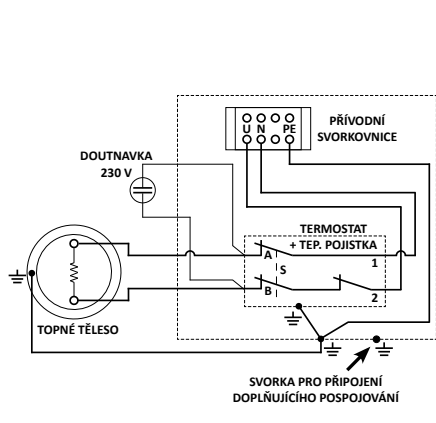 U N PE
PŘÍVODNÍ
SVORKOVNICE
DOUTNAVKA
230 V
TERMOSTAT
+ TEP. POJISTKA
A
1
S
B
2
TOPNÉ TĚLESO
SVORKA PRO PŘIPOJENÍ
DOPLŇUJÍCÍHO POSPOJOVÁNÍ